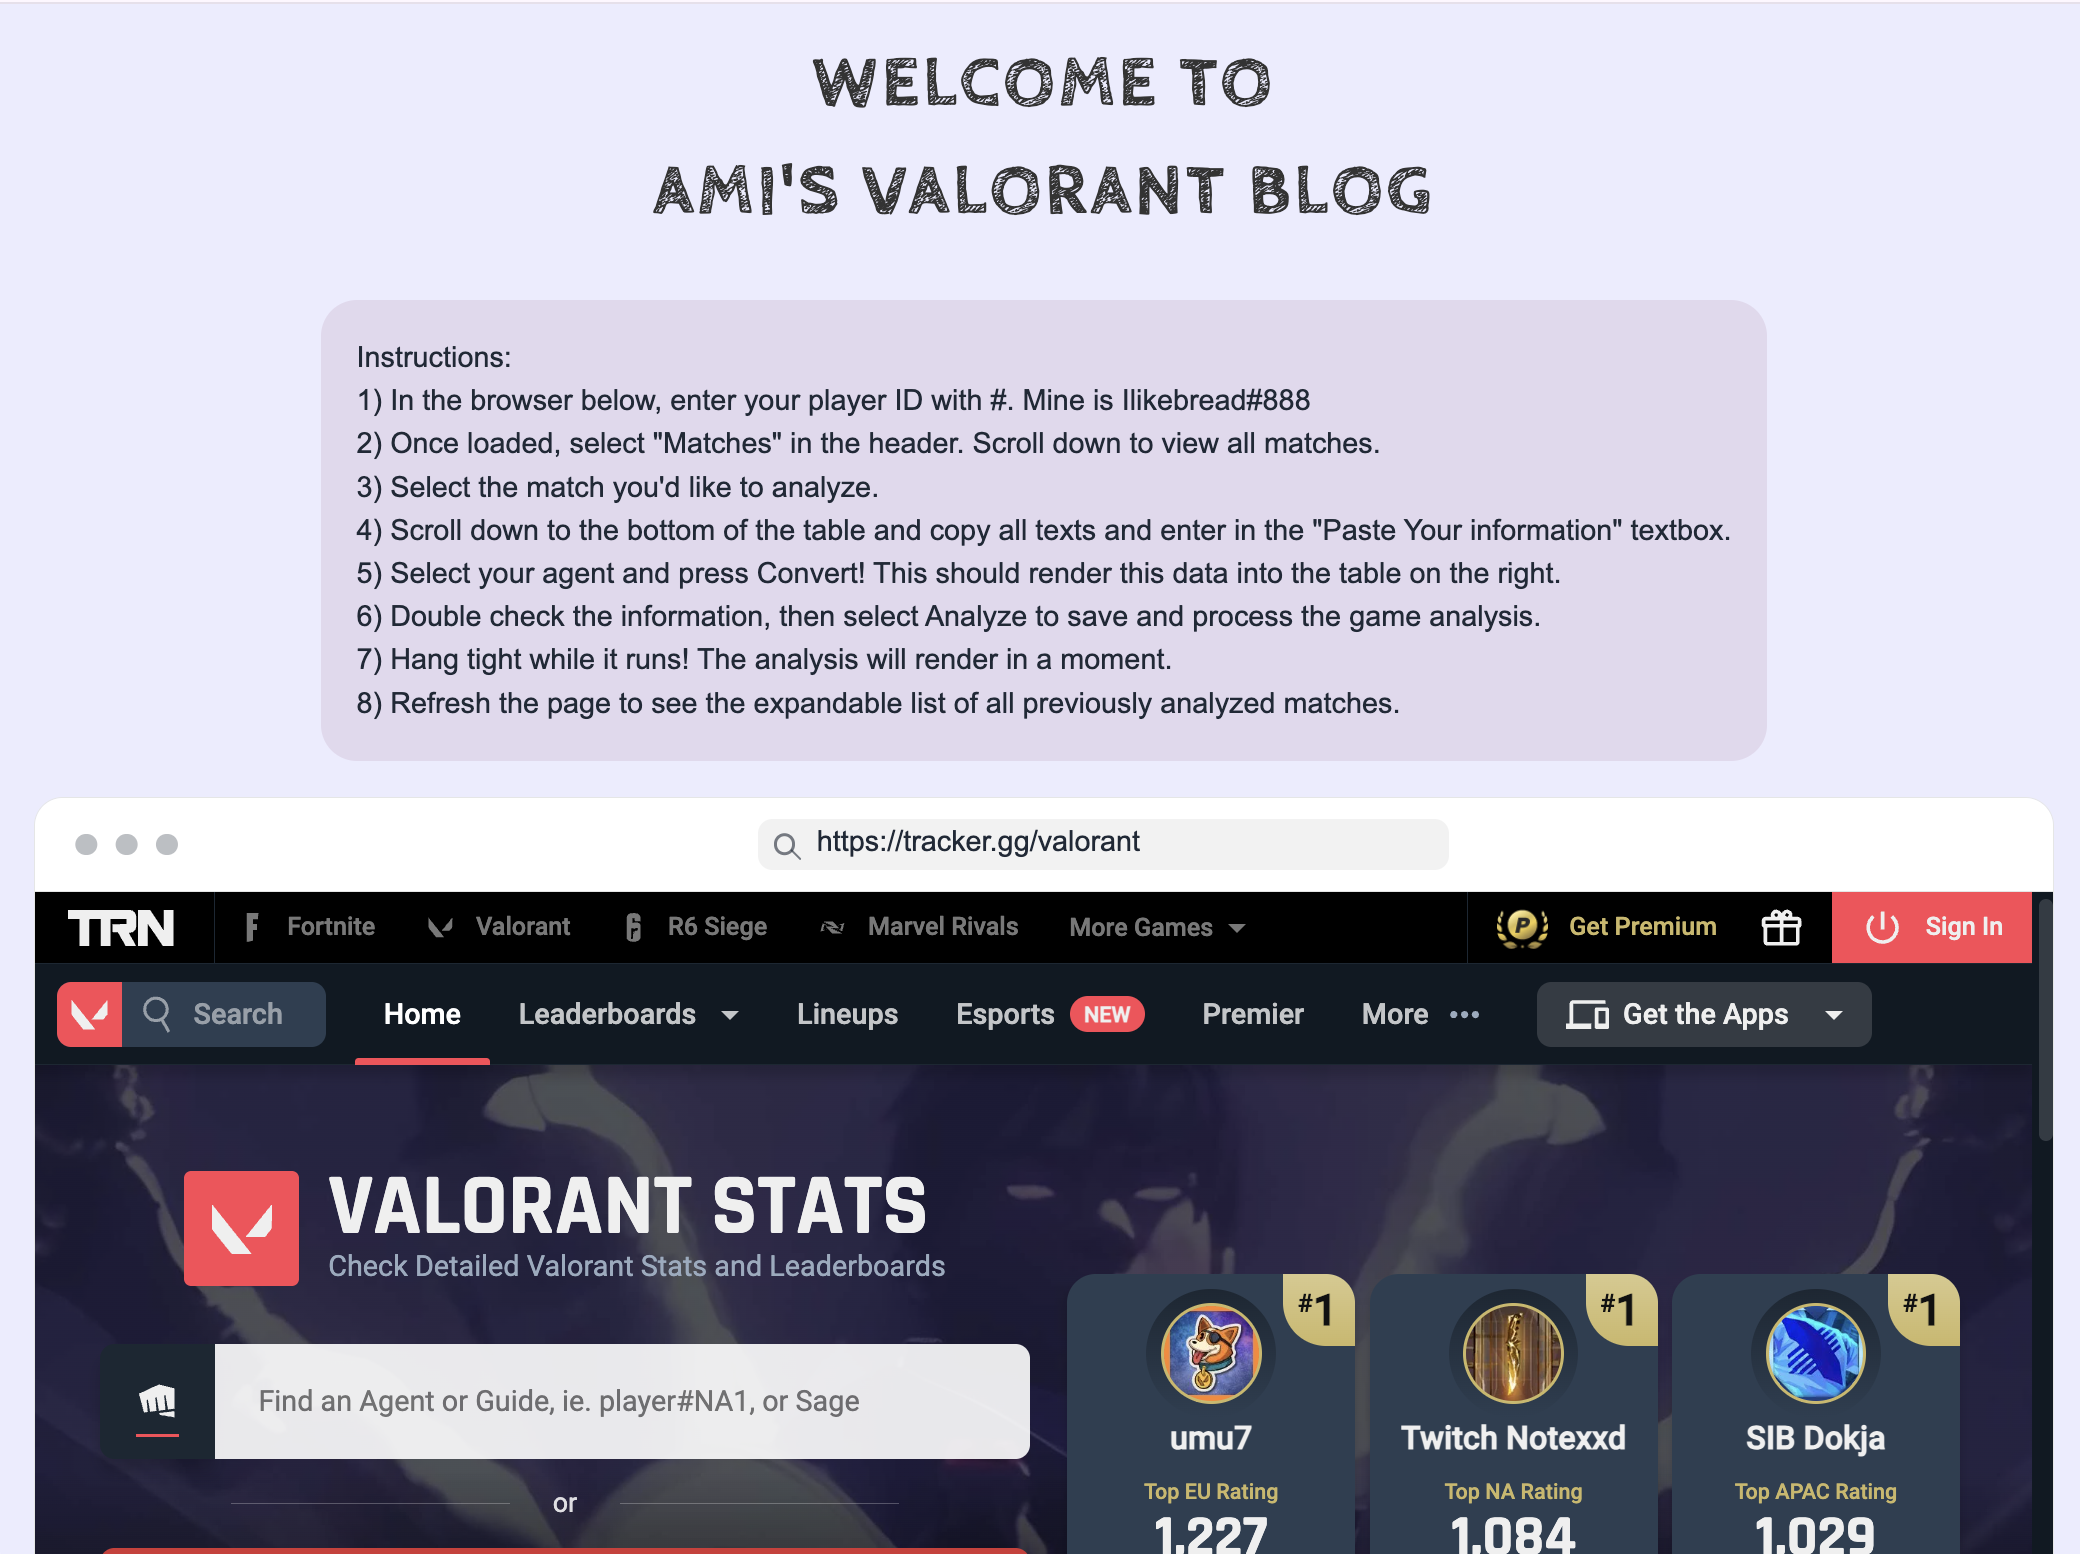 WELCOME TO
AMI'S VALORANT BLOG
Instructions:
1) In the browser below, enter your player ID with #. Mine is Ilikebread#888
2) Once loaded, select "Matches" in the header. Scroll down to view all matches.
3) Select the match you'd like to analyze.
4) Scroll down to the bottom of the table and copy all texts and enter in the "Paste Your information" textbox.
5) Select your agent and press Convert! This should render this data into the table on the right.
6) Double check the information, then select Analyze to save and process the game analysis.
7) Hang tight while it runs! The analysis will render in a moment.
8) Refresh the page to see the expandable list of all previously analyzed matches.
https://tracker.gg/valorant
TRN Fortnite Valorant R6 Siege Marvel Rivals More Games Get Premium Sign In
Search Home Leaderboards Lineups Esports NEW Premier More ••• Get the Apps
VALORANT STATS
Check Detailed Valorant Stats and Leaderboards
Find an Agent or Guide, ie. player#NA1, or Sage
or
#1 #1 #1
umu7 Twitch Notexxd SIB Dokja
Top EU Rating Top NA Rating Top APAC Rating
1,227 1,084 1,029